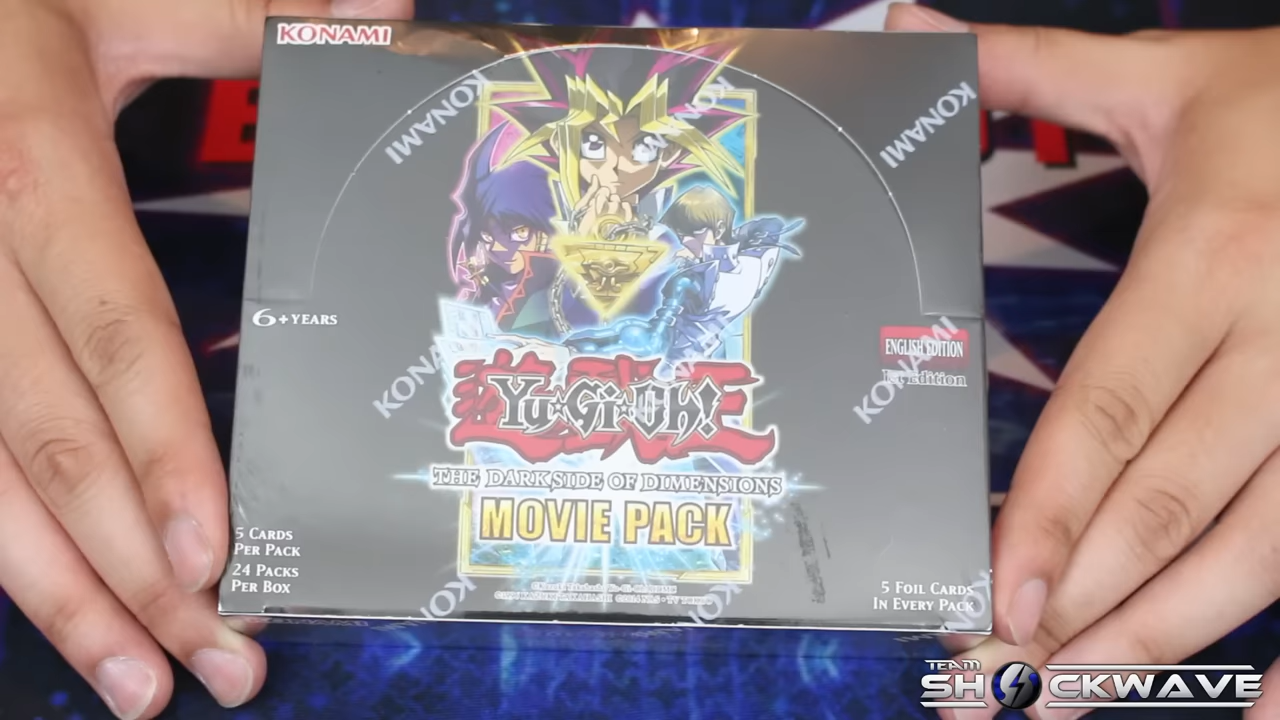 KONAMI
KONAMI
KONAMI
KONAMI
6+YEARS
KONAMI
ENGLISH EDITION
1st Edition
KONAMI
KONAMI
Yu-Gi-Oh!
THE DARK SIDE OF DIMENSIONS
MOVIE PACK
5 CARDS
PER PACK
24 PACKS
PER BOX
5 FOIL CARDS
IN EVERY PACK
KONAMI
KONAMI
TEAM
SHOCKWAVE